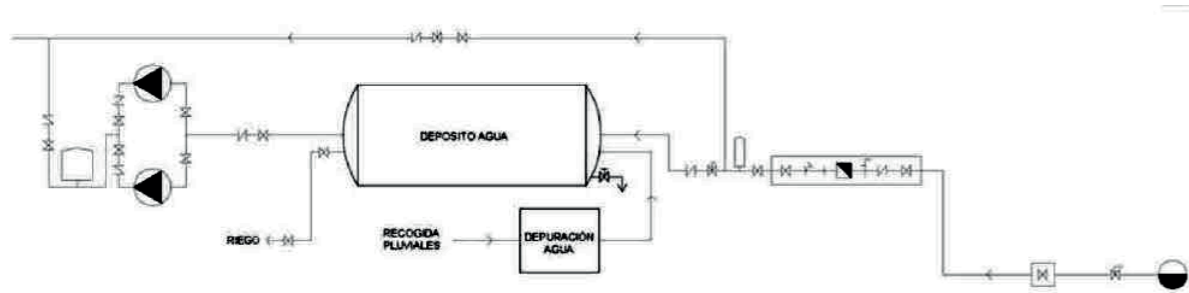 DEPOSITO AGUA
RIEGO
RECOGIDA
PLUVIALES
DEPURACIÓN
AGUA